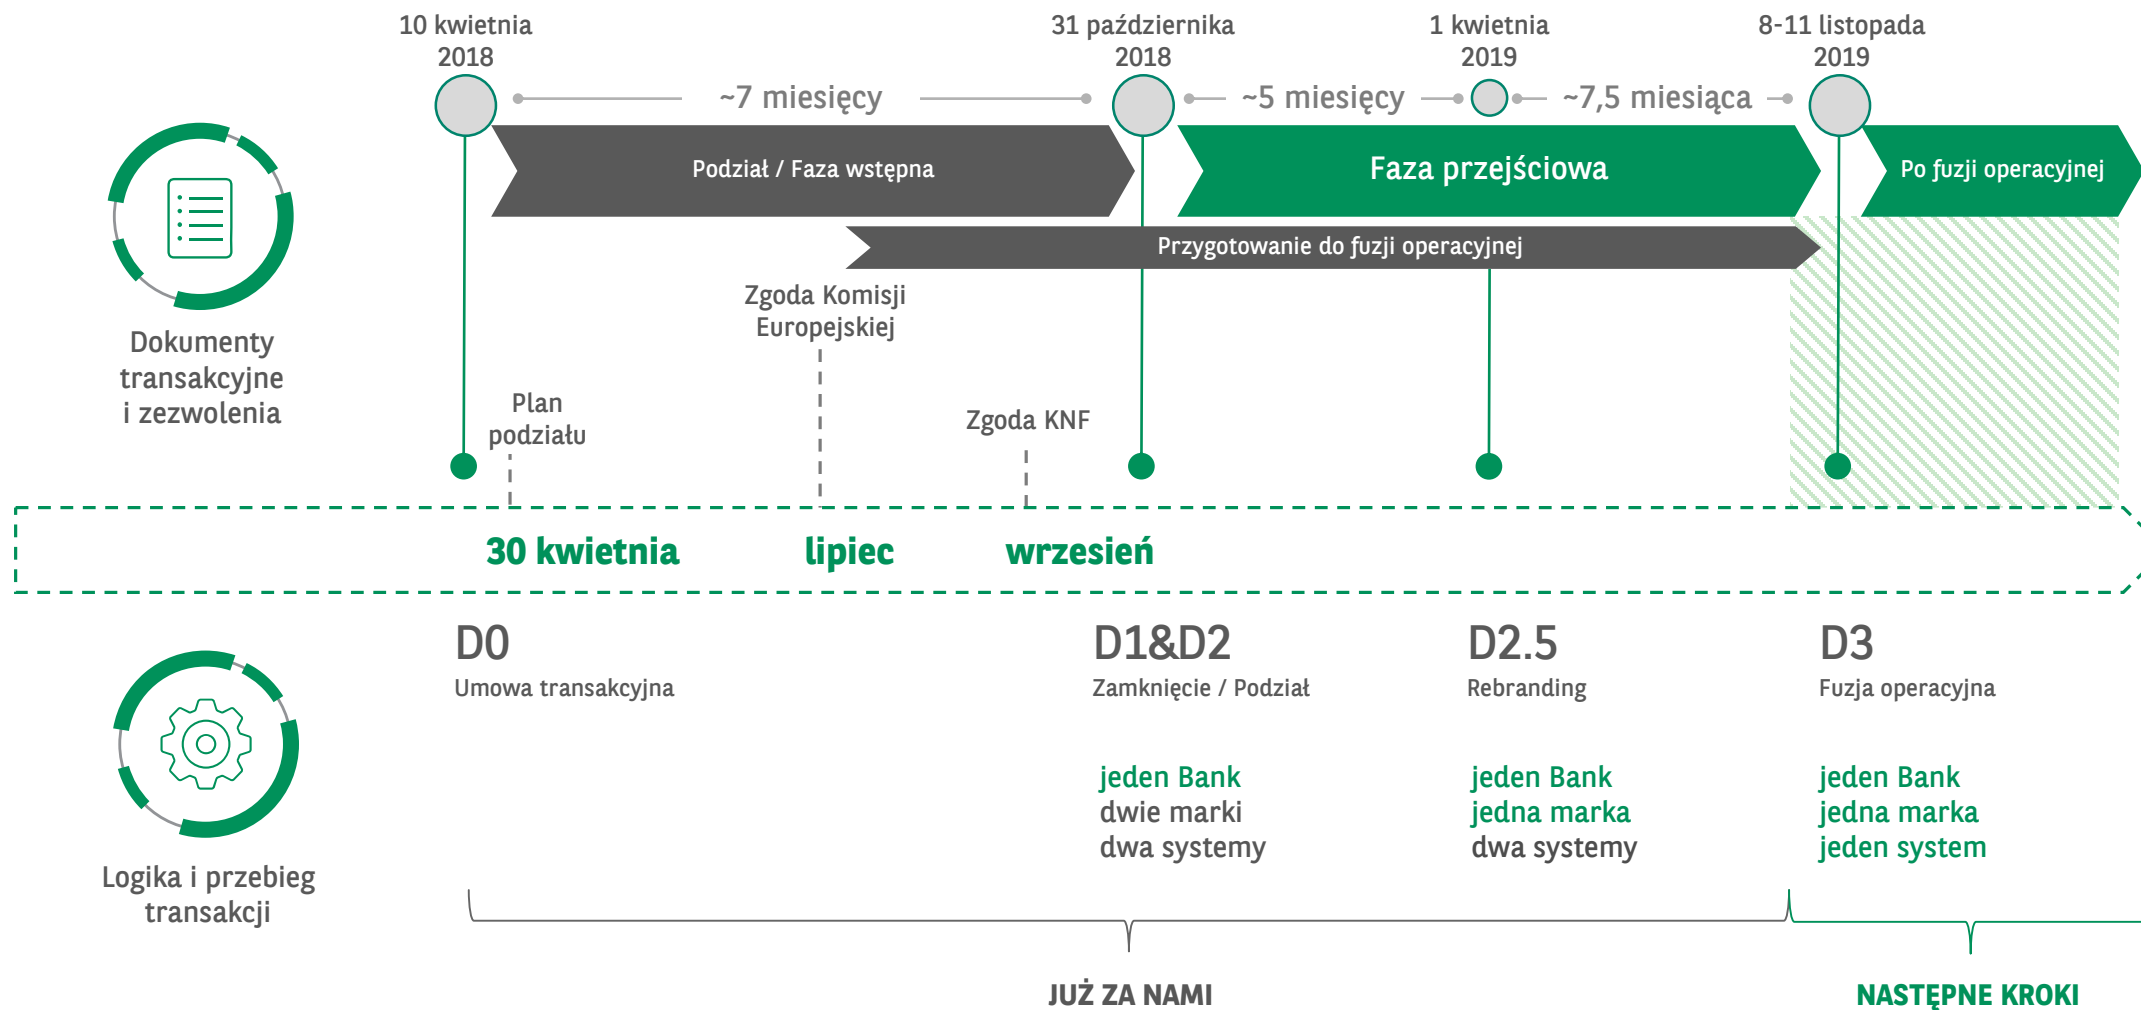 10 kwietnia
2018
31 października
2018
1 kwietnia
2019
8-11 listopada
2019
~7 miesięcy
~5 miesięcy
~7,5 miesiąca
Podział / Faza wstępna
Faza przejściowa
Po fuzji operacyjnej
Przygotowanie do fuzji operacyjnej
Dokumenty
transakcyjne
i zezwolenia
Plan
podziału
Zgoda Komisji
Europejskiej
Zgoda KNF
30 kwietnia
lipiec
wrzesień
D0
Umowa transakcyjna
D1&D2
Zamknięcie / Podział
D2.5
Rebranding
D3
Fuzja operacyjna
jeden Bank
dwie marki
dwa systemy
jeden Bank
jedna marka
dwa systemy
jeden Bank
jedna marka
jeden system
Logika i przebieg
transakcji
JUŻ ZA NAMI
NASTĘPNE KROKI